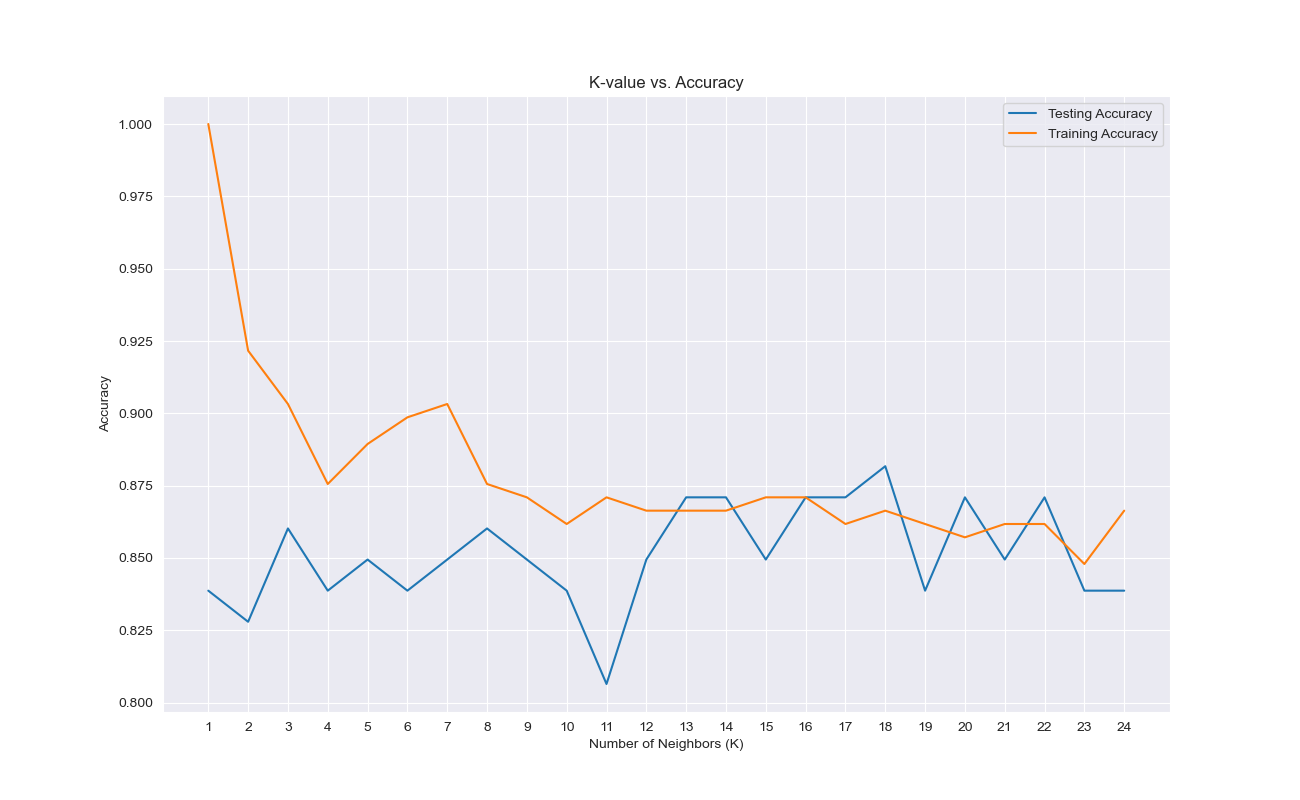 K-value vs. Accuracy
Testing Accuracy
Training Accuracy
1.000
0.975
0.950
0.925
0.900
0.875
0.850
0.825
0.800
Accuracy
1 2 3 4 5 6 7 8 9 10 11 12 13 14 15 16 17 18 19 20 21 22 23 24
Number of Neighbors (K)